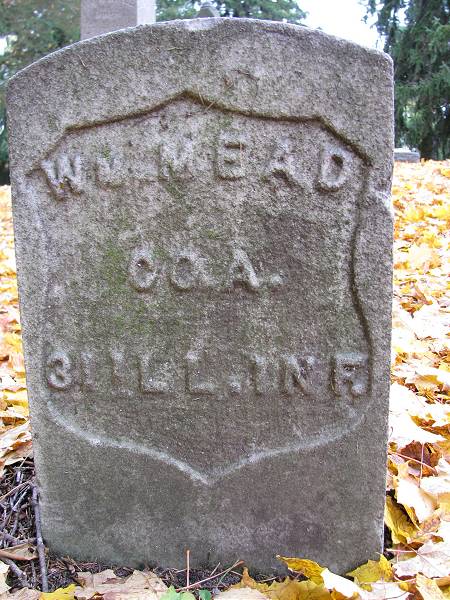 WM. MEAD
CO. A.
31 ILL. INF.